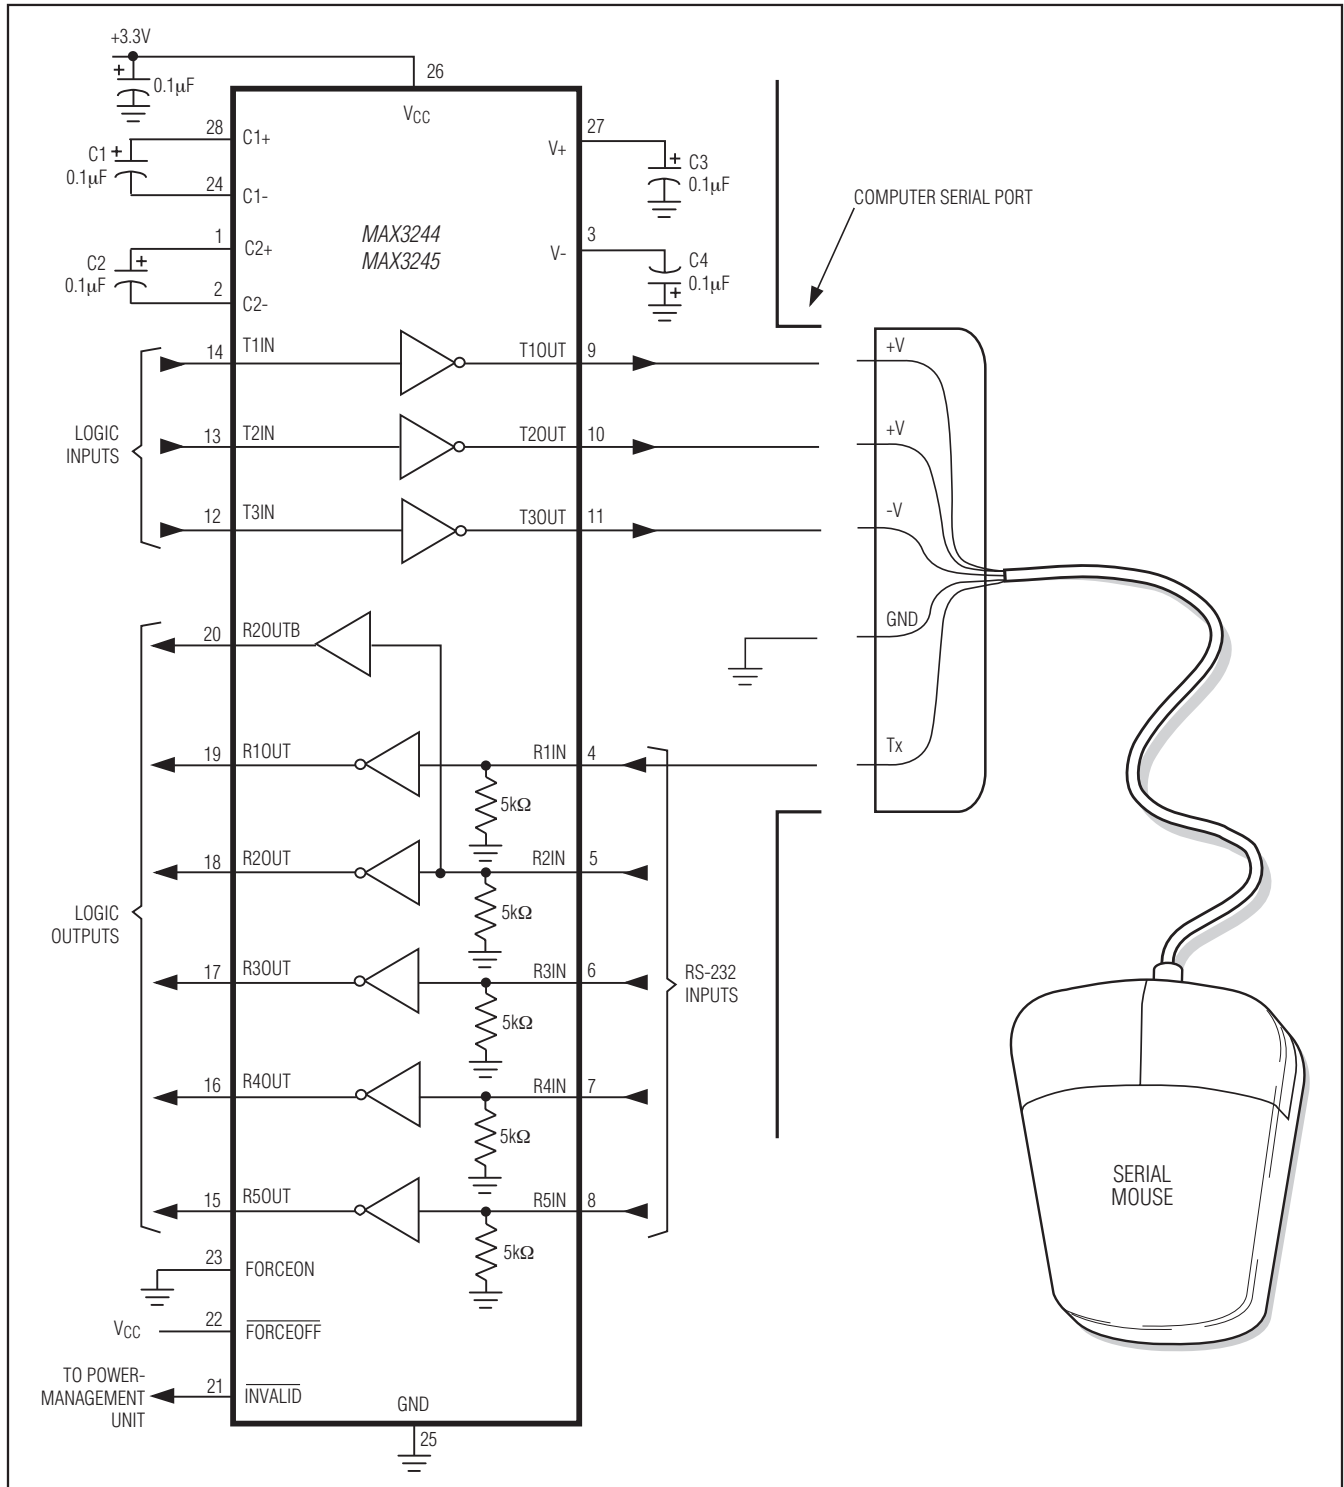 +3.3V
26
0.1µF
VCC
28
C1+
C1
0.1µF
24
C1-
27
V+
C3
0.1µF
COMPUTER SERIAL PORT
1
C2+
C2
0.1µF
2
C2-
MAX3244
MAX3245
3
V-
C4
0.1µF
14
T1IN
T1OUT
9
+V
LOGIC
INPUTS
13
T2IN
T2OUT
10
+V
12
T3IN
T3OUT
11
-V
20
R2OUTB
GND
19
R1OUT
R1IN
4
Tx
5kΩ
18
R2OUT
R2IN
5
5kΩ
LOGIC
OUTPUTS
17
R3OUT
R3IN
6
5kΩ
RS-232
INPUTS
16
R4OUT
R4IN
7
5kΩ
15
R5OUT
R5IN
8
5kΩ
SERIAL
MOUSE
23
FORCEON
VCC
22
FORCEOFF
TO POWER-
MANAGEMENT
UNIT
21
INVALID
GND
25